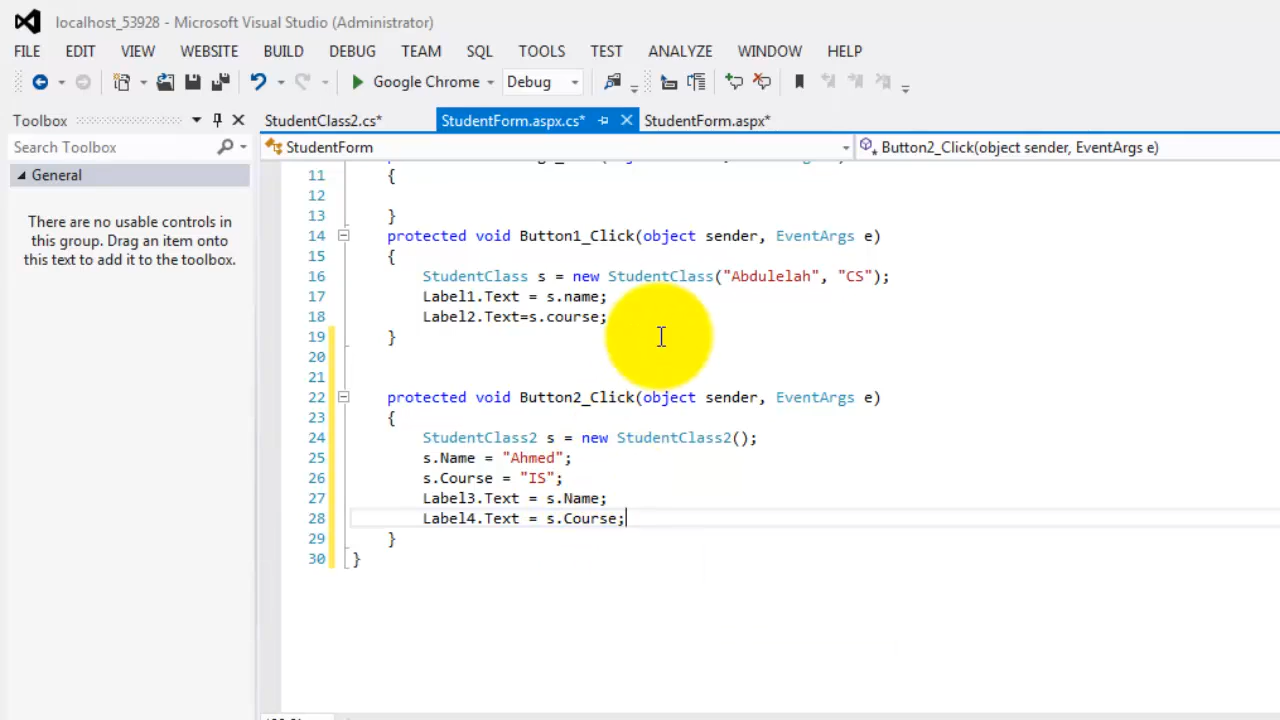 localhost_53928 - Microsoft Visual Studio (Administrator)
FILE EDIT VIEW WEBSITE BUILD DEBUG TEAM SQL TOOLS TEST ANALYZE WINDOW HELP
Google Chrome Debug
Toolbox
Search Toolbox
General
There are no usable controls in
this group. Drag an item onto
this text to add it to the toolbox.
StudentClass2.cs* StudentForm.aspx.cs* StudentForm.aspx*
StudentForm Button2_Click(object sender, EventArgs e)
11 {
12
13 }
14 protected void Button1_Click(object sender, EventArgs e)
15 {
16 StudentClass s = new StudentClass("Abdulelah", "CS");
17 Label1.Text = s.name;
18 Label2.Text=s.course;
19 }
20
21
22 protected void Button2_Click(object sender, EventArgs e)
23 {
24 StudentClass2 s = new StudentClass2();
25 s.Name = "Ahmed";
26 s.Course = "IS";
27 Label3.Text = s.Name;
28 Label4.Text = s.Course;
29 }
30 }